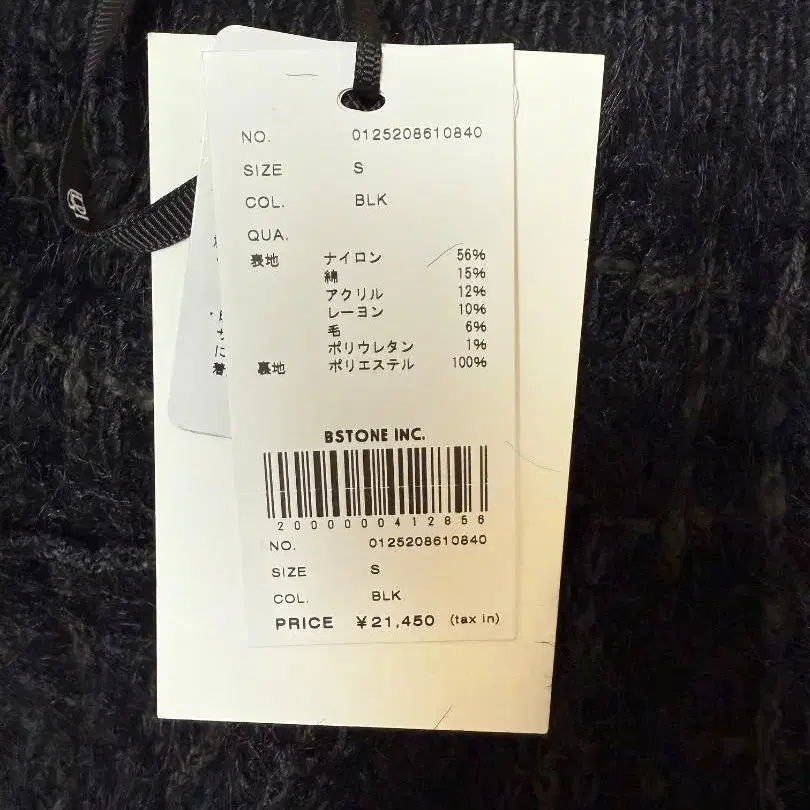 NO. 0125208610840
SIZE S
COL. BLK
QUA.
表地 ナイロン 56%
綿 15%
アクリル 12%
レーヨン 10%
毛 6%
ポリウレタン 1%
裏地 ポリエステル 100%
BSTONE INC.
2000000412856
NO. 0125208610840
SIZE S
COL. BLK
PRICE ¥21,450 (tax in)